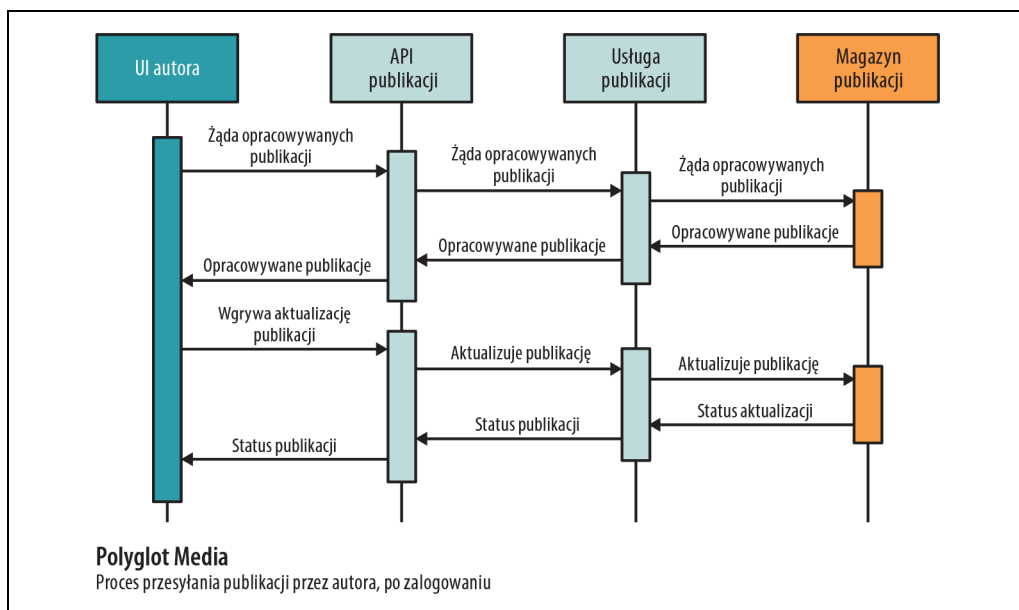 UI autora
API
publikacji
Usługa
publikacji
Magazyn
publikacji
Żąda opracowywanych
publikacji
Żąda opracowywanych
publikacji
Żąda opracowywanych
publikacji
Opracowywane publikacje
Opracowywane publikacje
Opracowywane publikacje
Wgrywa aktualizację
publikacji
Aktualizuje publikację
Aktualizuje publikację
Status aktualizacji
Status publikacji
Status publikacji
Polyglot Media
Proces przesyłania publikacji przez autora, po zalogowaniu